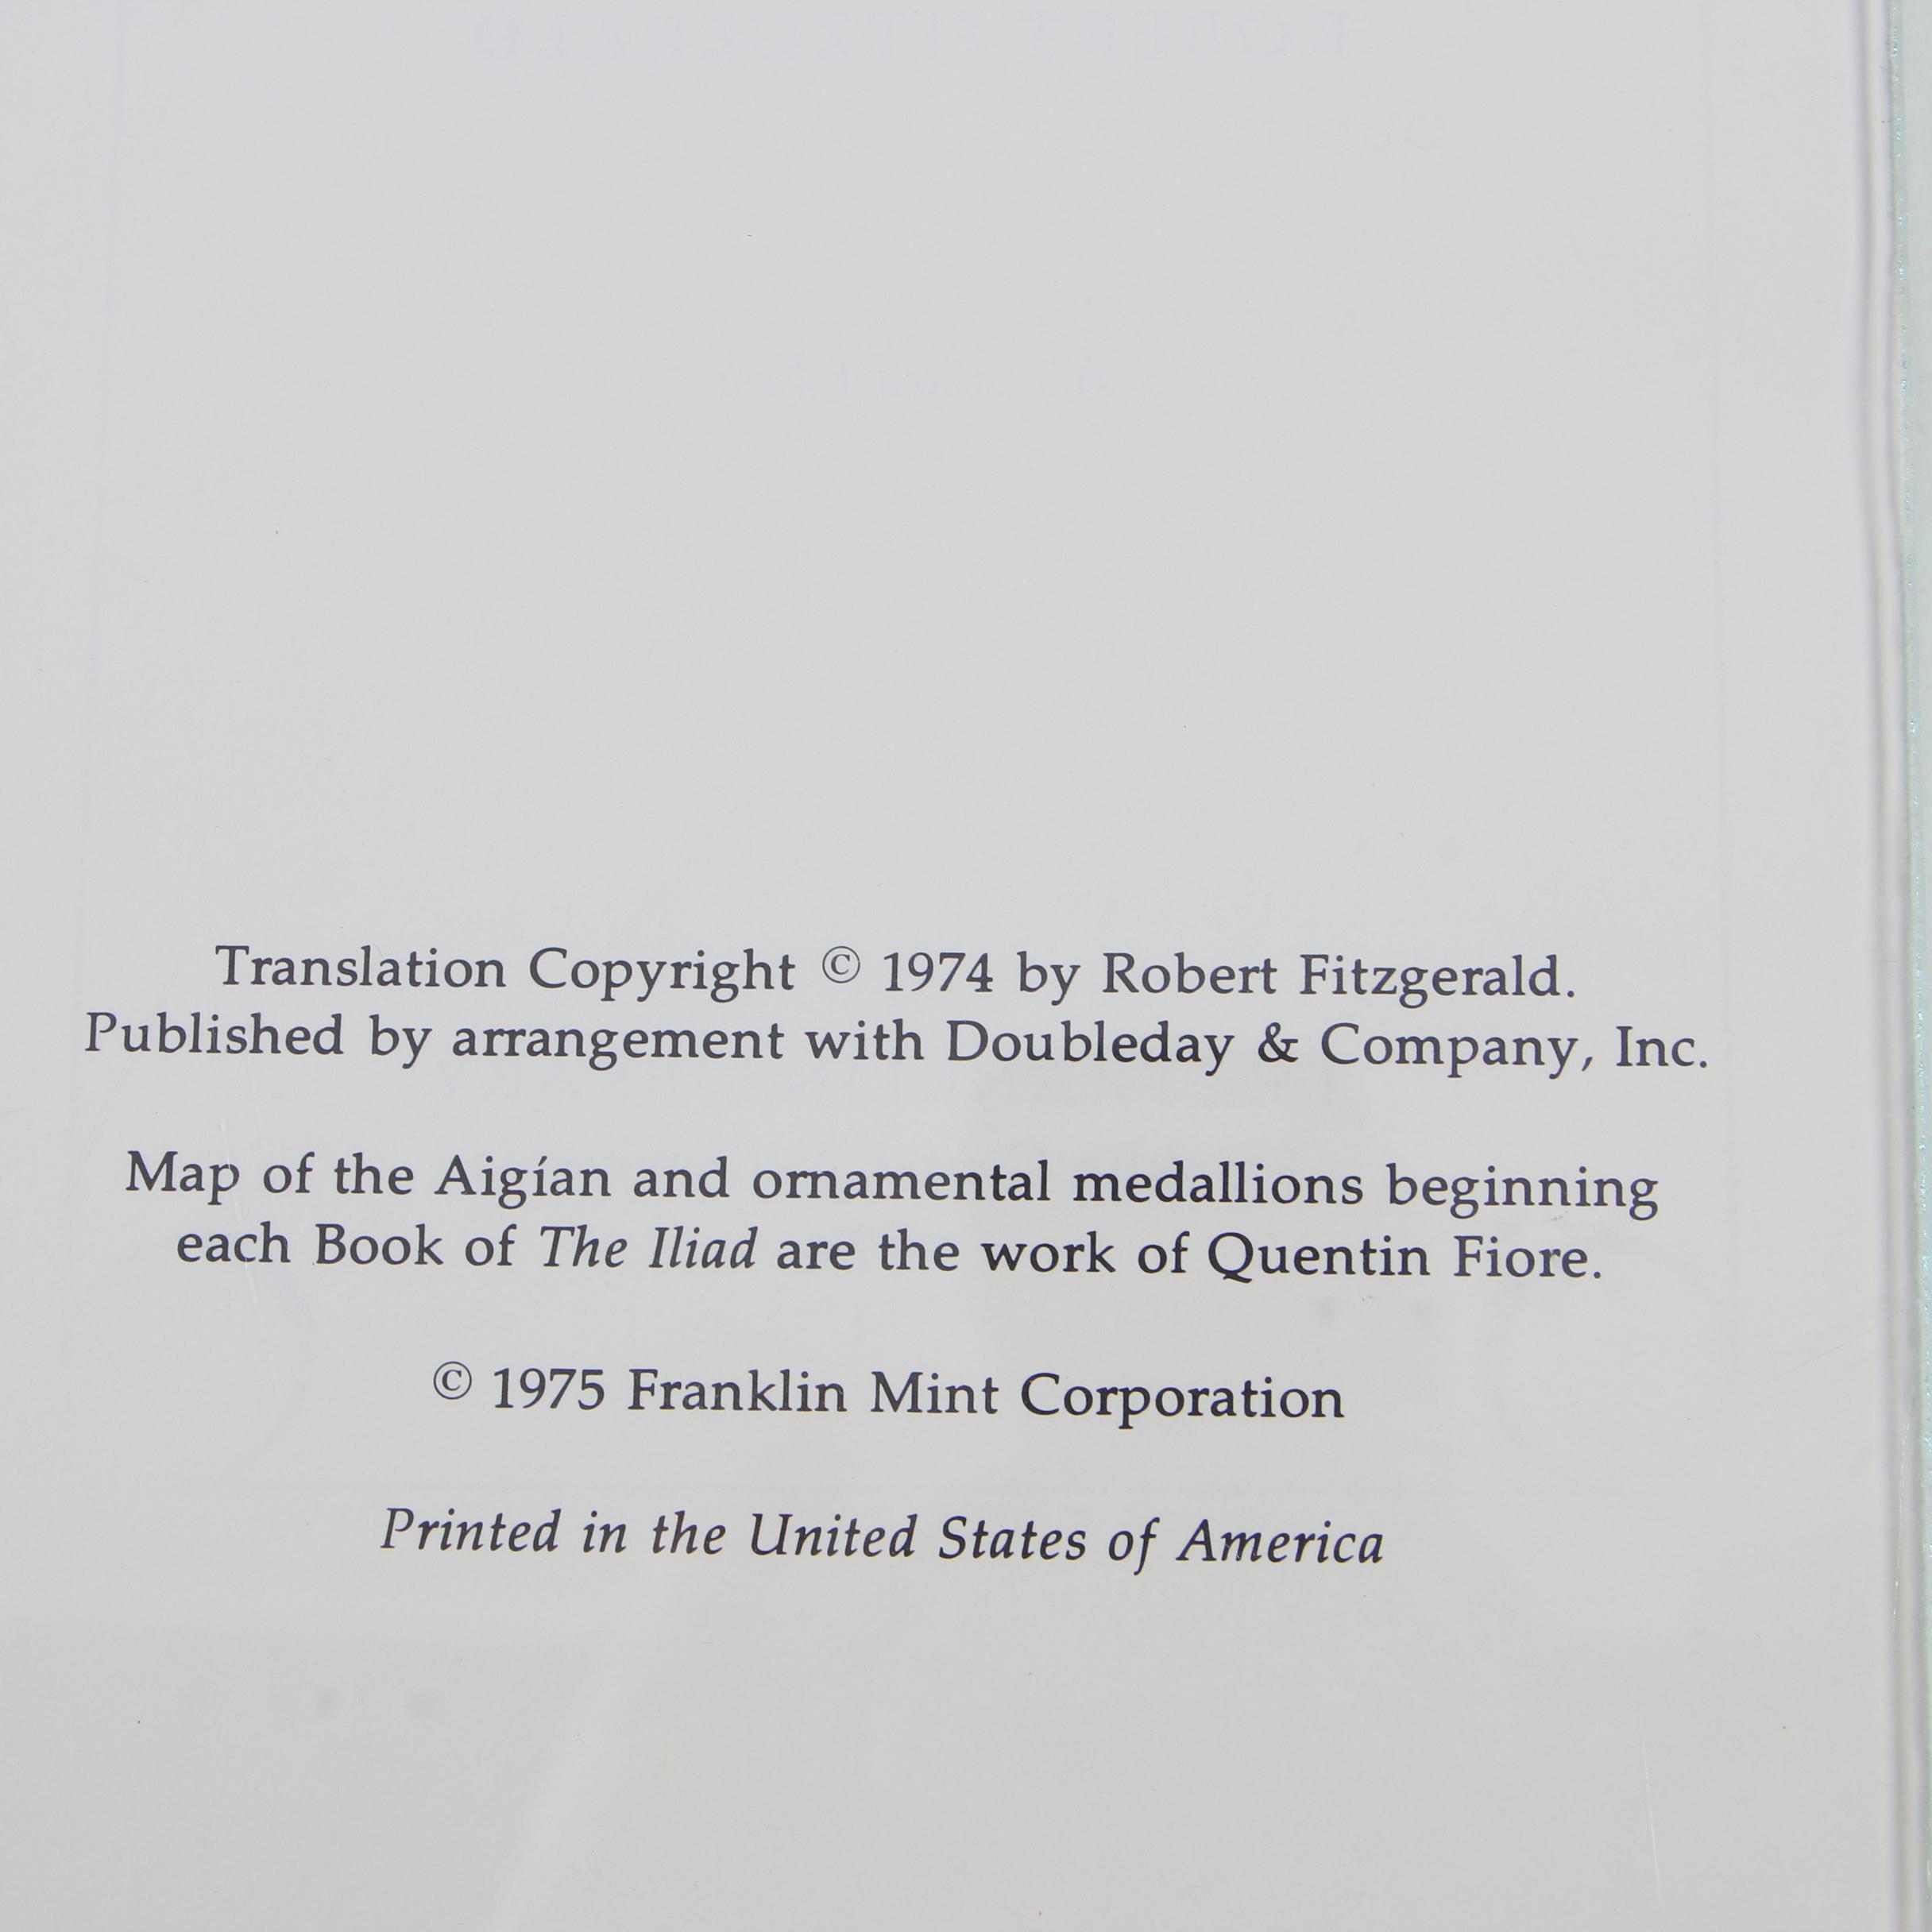 Translation Copyright © 1974 by Robert Fitzgerald.
Published by arrangement with Doubleday & Company, Inc.
Map of the Aigían and ornamental medallions beginning
each Book of The Iliad are the work of Quentin Fiore.
© 1975 Franklin Mint Corporation
Printed in the United States of America